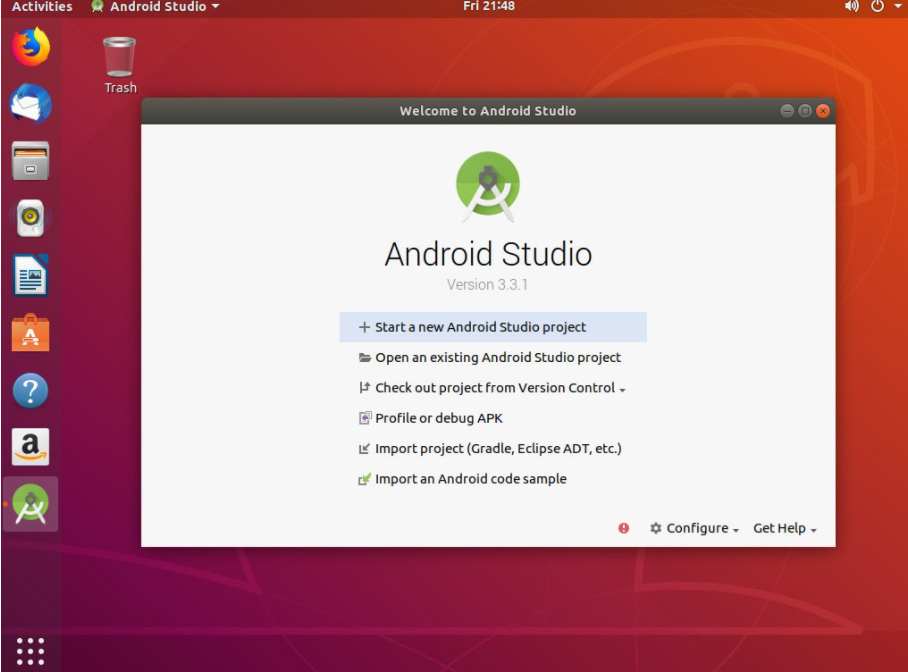 Activities
Android Studio
Fri 21:48
Trash
Welcome to Android Studio
Android Studio
Version 3.3.1
Start a new Android Studio project
Open an existing Android Studio project
Check out project from Version Control
Profile or debug APK
Import project (Gradle, Eclipse ADT, etc.)
Import an Android code sample
Configure
Get Help